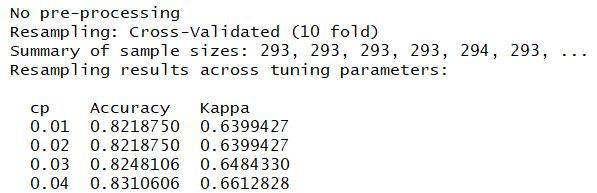 No pre-processing
Resampling: Cross-Validated (10 fold)
Summary of sample sizes: 293, 293, 293, 293, 294, 293, ...
Resampling results across tuning parameters:

cp    Accuracy   Kappa
0.01  0.8218750  0.6399427
0.02  0.8218750  0.6399427
0.03  0.8248106  0.6484330
0.04  0.8310606  0.6612828